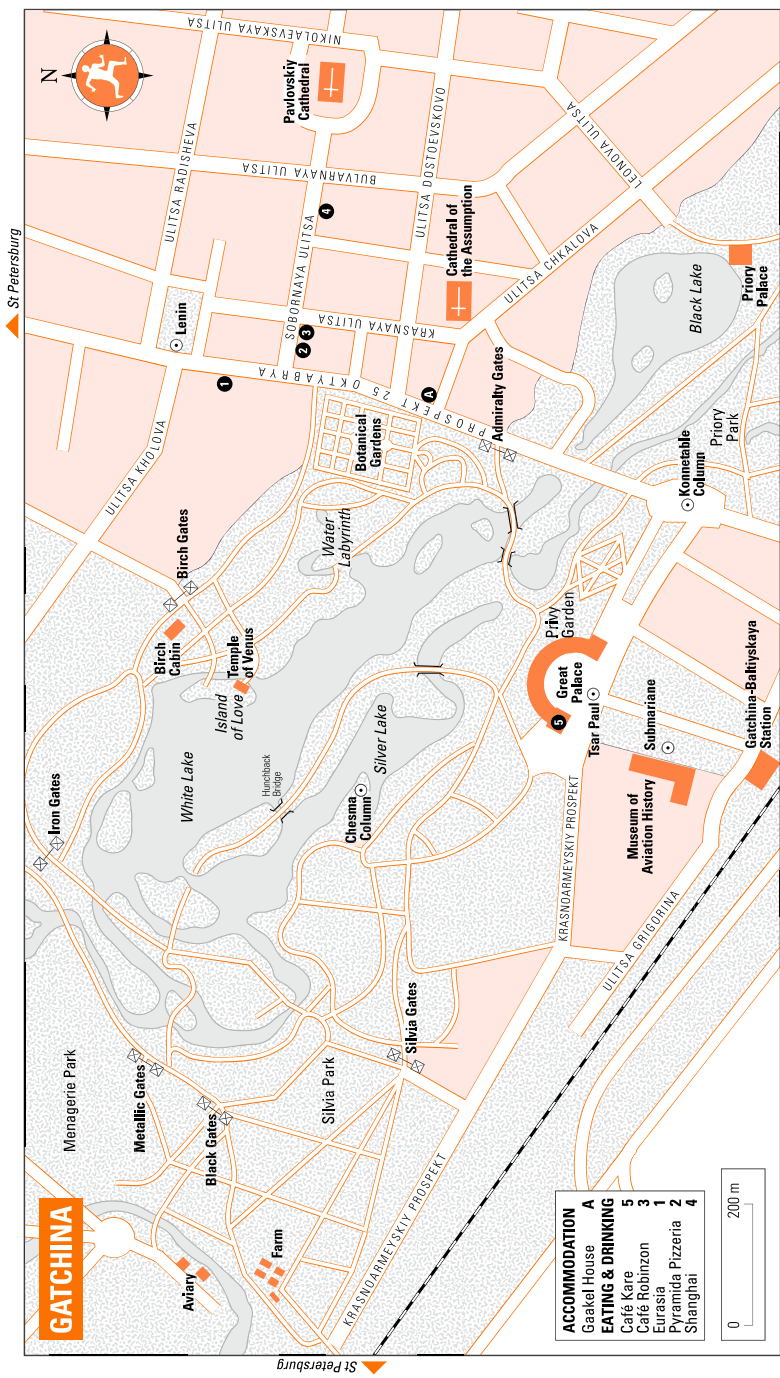 GATCHINA
N
St Petersburg
St Petersburg
Menagerie Park
Metallic Gates
Black Gates
Aviary
Farm
Silvia Park
Silvia Gates
KRASNOARMEYSKIY PROSPEKT
KRASNOARMEYSKIY PROSPEKT
Iron Gates
White Lake
Island
of Love
Temple
of Venus
Birch
Cabin
Birch Gates
Hunchback
Bridge
Silver Lake
Chesma
Column
Water
Labyrinth
Botanical
Gardens
ULITSA KHOLOVA
Lenin
ULITSA RADISHEVA
NIKOLAEVSKAYA ULITSA
Pavlovskiy
Cathedral
BULVARNAYA ULITSA
SOBORNAYA ULITSA
KRASNAYA ULITSA
ULITSA DOSTOEVSKOVO
Cathedral of
the Assumption
ULITSA CHKALOVA
LEONOVA ULITSA
PROSPEKT 25 OKTYABRYA
Admiralty Gates
Black Lake
Priory
Palace
Priory
Park
Konnetable
Column
Privy
Garden
Great
Palace
Tsar Paul
Submariane
Museum of
Aviation History
Gatchina-Baltiyskaya
Station
ULITSA GRIGORINA
1
2
3
4
5
A
ACCOMMODATION
Gaakel House A
EATING & DRINKING
Café Kare 5
Café Robinzon 3
Eurasia 1
Pyramida Pizzeria 2
Shanghai 4
0 200 m